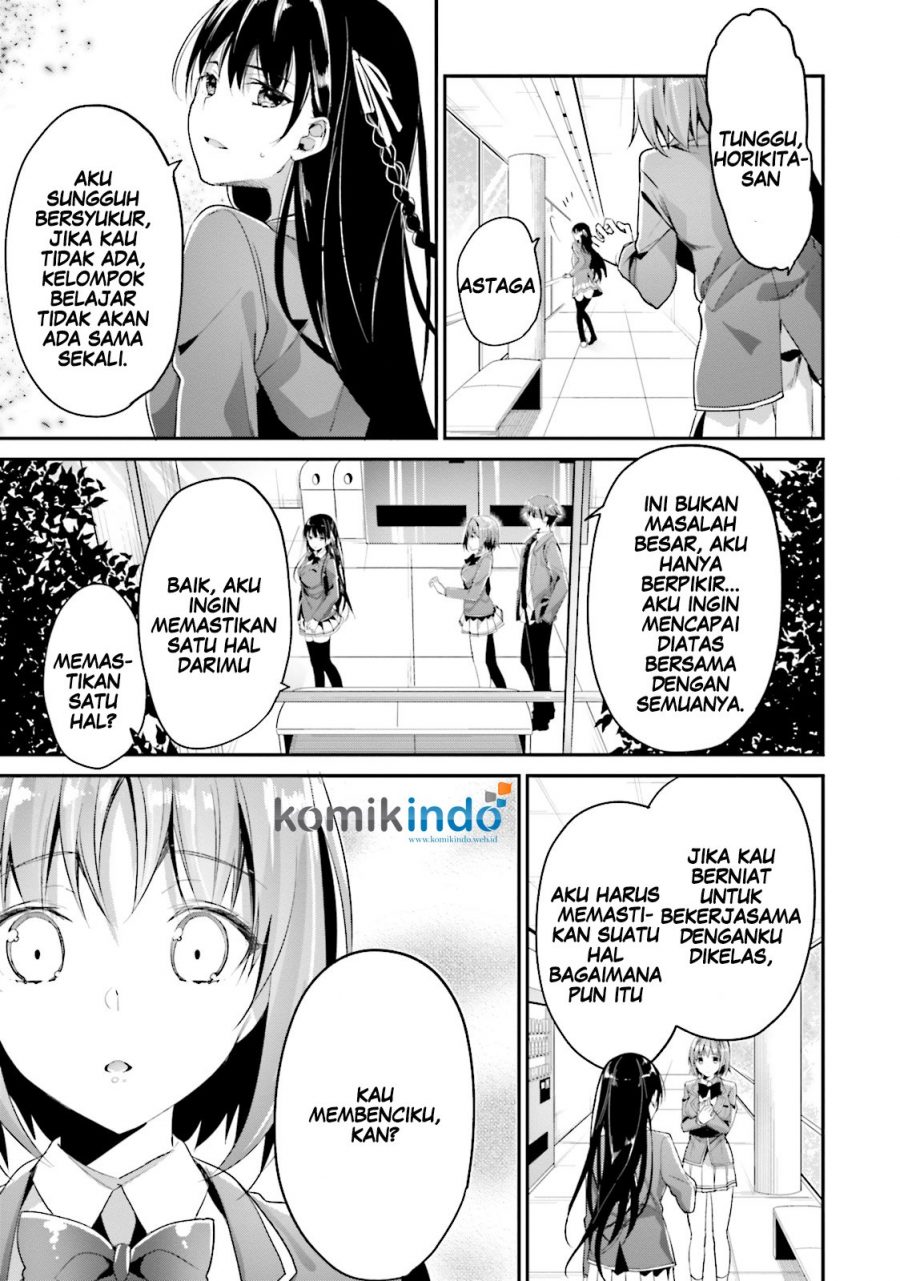 TUNGGU,
HORIKITA-
SAN
ASTAGA
AKU
SUNGGUH
BERSYUKUR,
JIKA KAU
TIDAK ADA,
KELOMPOK
BELAJAR
TIDAK AKAN
ADA SAMA
SEKALI.
INI BUKAN
MASALAH
BESAR, AKU
HANYA
BERPIKIR...
AKU INGIN
MENCAPAI
DIATAS
BERSAMA
DENGAN
SEMUANYA.
BAIK, AKU
INGIN
MEMASTIKAN
SATU HAL
DARIMU
MEMAS-
TIKAN
SATU
HAL?
JIKA KAU
BERNIAT
UNTUK
BEKERJASAMA
DENGANKU
DIKELAS,
AKU HARUS
MEMASTI-
KAN SUATU
HAL
BAGAIMANA
PUN ITU
komikindo
www.komikindo.web.id
KAU
MEMBENCIKU,
KAN?